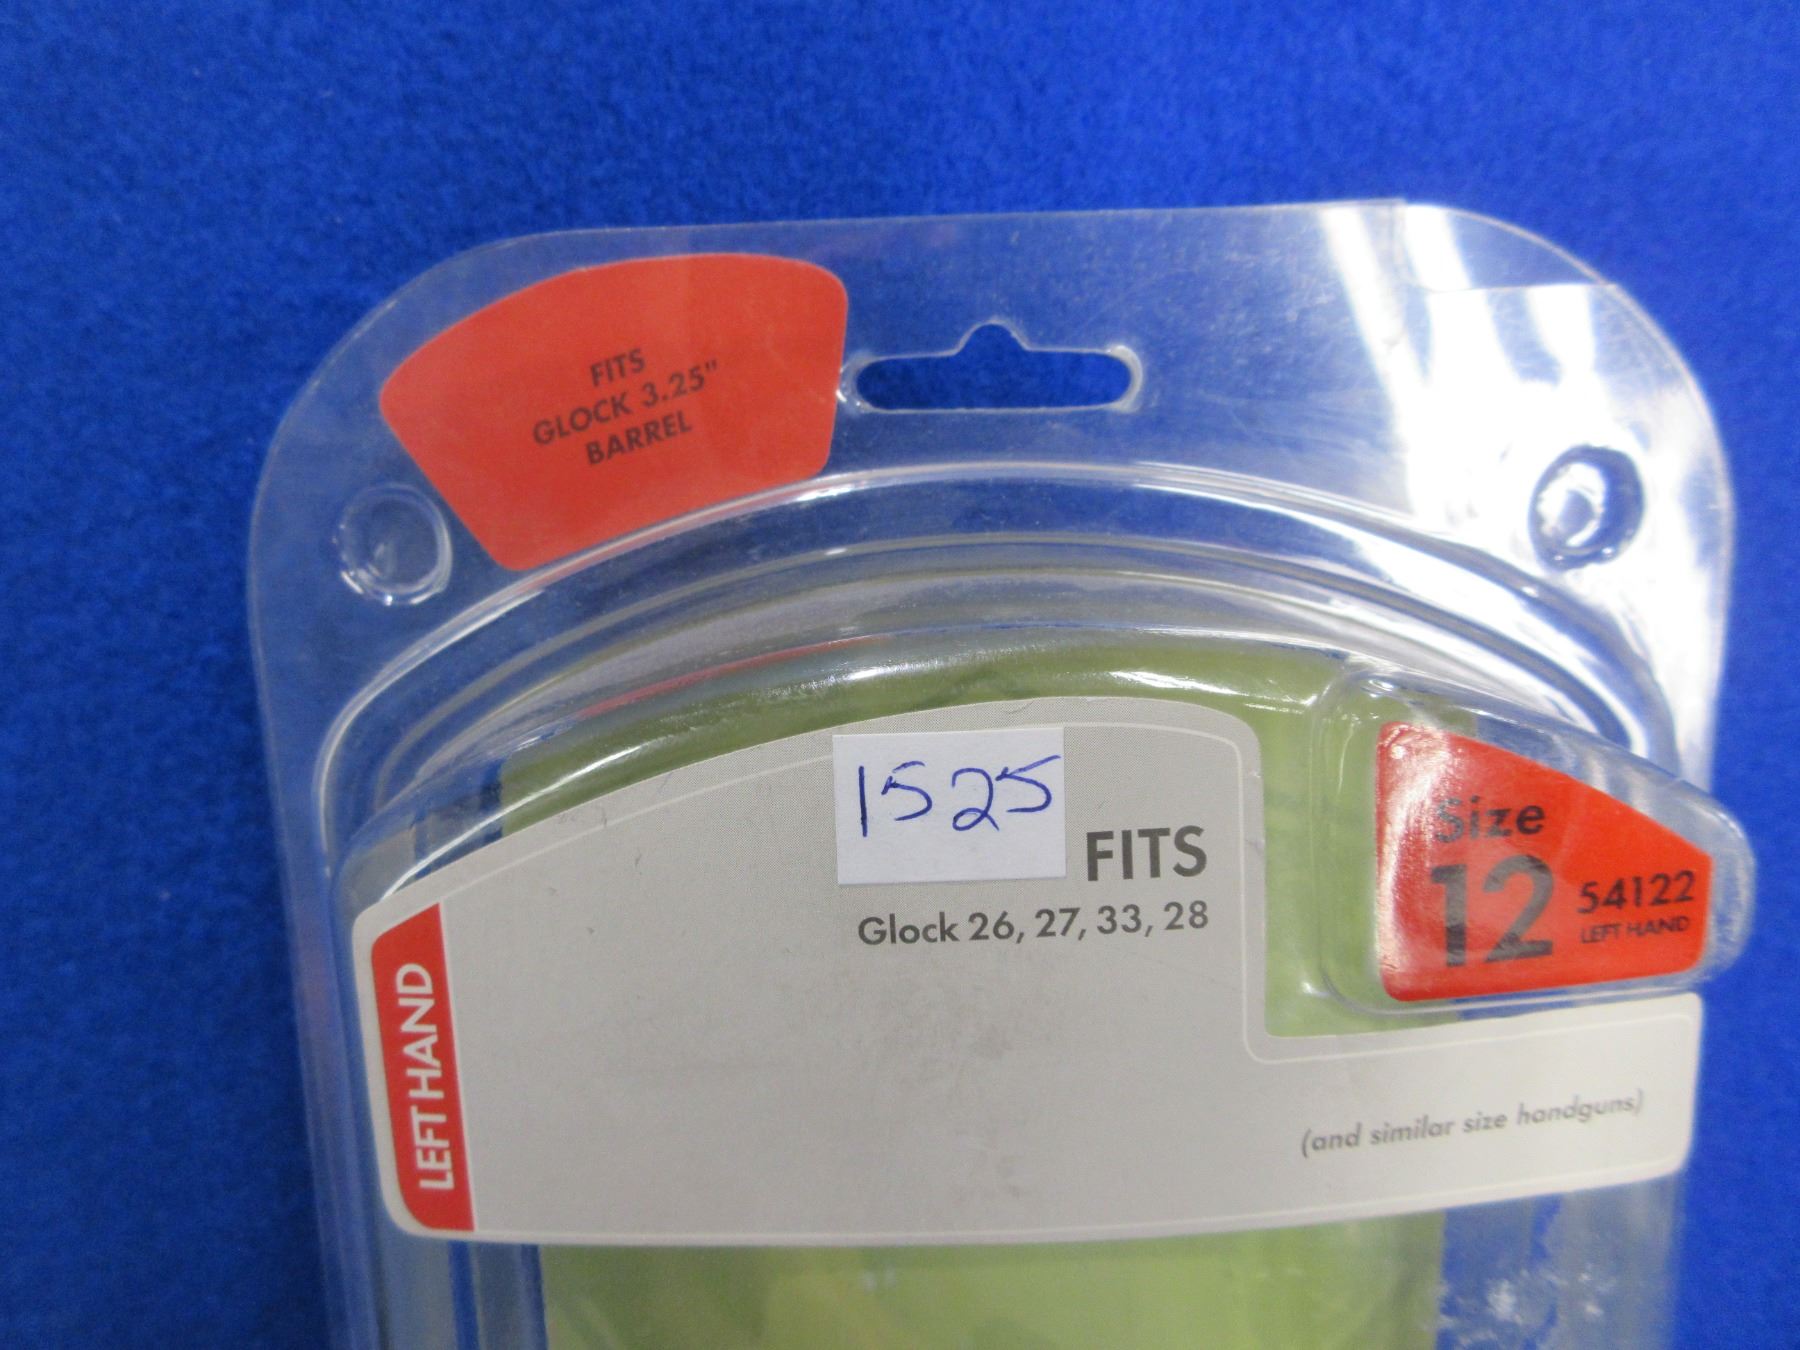 FITS
GLOCK 3.25"
BARREL
1525
FITS
Glock 26, 27, 33, 28
Size
12
54122
LEFT HAND
LEFT HAND
(and similar size handguns)